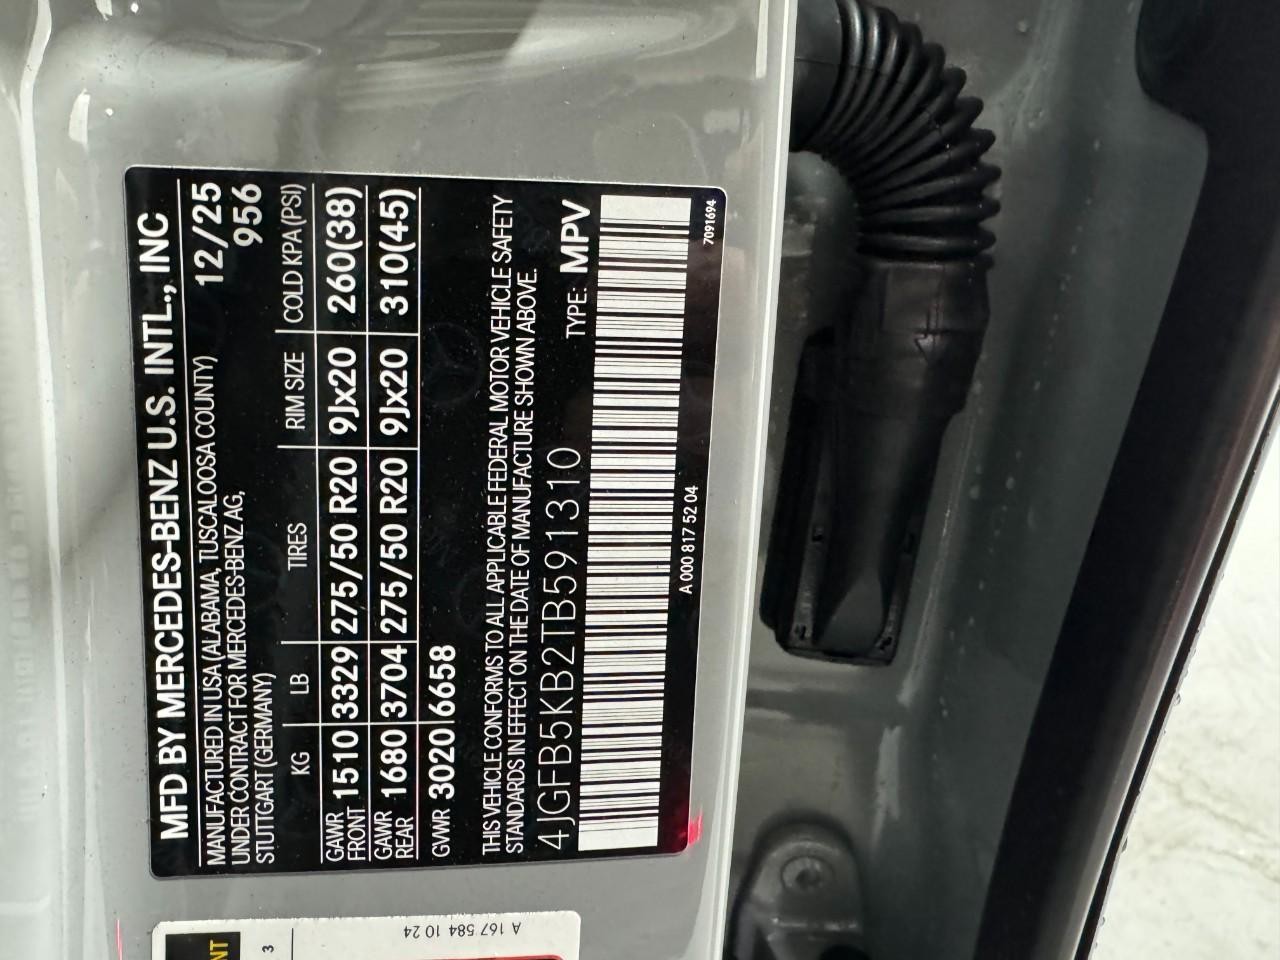 MFD BY MERCEDES-BENZ U.S. INTL., INC
MANUFACTURED IN USA (ALABAMA, TUSCALOOSA COUNTY) 12/25
UNDER CONTRACT FOR MERCEDES-BENZ AG, 956
STUTTGART (GERMANY)
KG LB TIRES RIM SIZE COLD KPA (PSI)
GAWR FRONT 1510 3329 275/50 R20 9Jx20 260(38)
GAWR REAR 1680 3704 275/50 R20 9Jx20 310(45)
GVWR 3020 6658
THIS VEHICLE CONFORMS TO ALL APPLICABLE FEDERAL MOTOR VEHICLE SAFETY
STANDARDS IN EFFECT ON THE DATE OF MANUFACTURE SHOWN ABOVE.
4JGFB5KB2TB591310 TYPE: MPV
A 000 817 52 04 7091694
NT
3
A 167 584 10 24